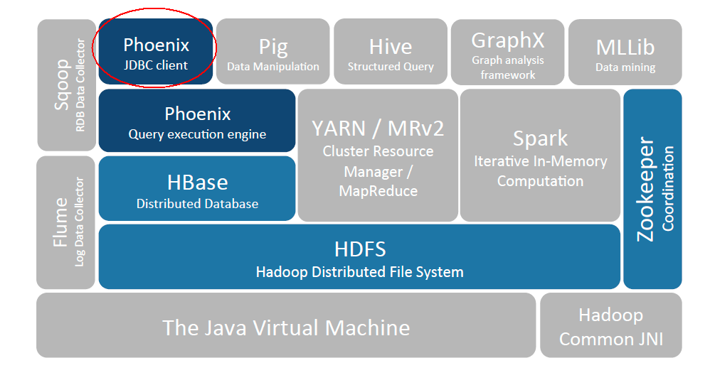 Sqoop
RDB Data Collector
Phoenix
JDBC client
Pig
Data Manipulation
Hive
Structured Query
GraphX
Graph analysis
framework
MLLib
Data mining
Phoenix
Query execution engine
YARN / MRv2
Cluster Resource
Manager /
MapReduce
Spark
Iterative In-Memory
Computation
Zookeeper
Coordination
Flume
Log Data Collector
HBase
Distributed Database
HDFS
Hadoop Distributed File System
The Java Virtual Machine
Hadoop
Common JNI